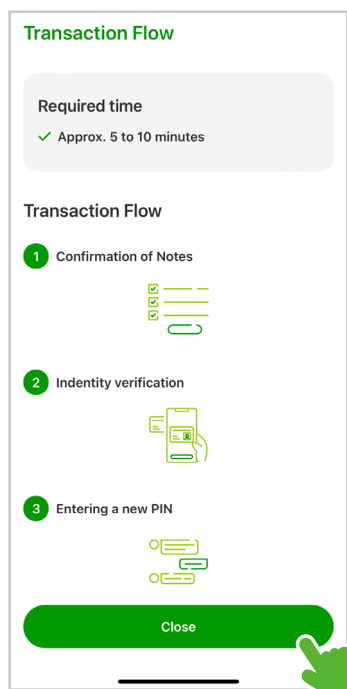 Transaction Flow
Required time
Approx. 5 to 10 minutes
Transaction Flow
1 Confirmation of Notes
2 Indentity verification
3 Entering a new PIN
Close